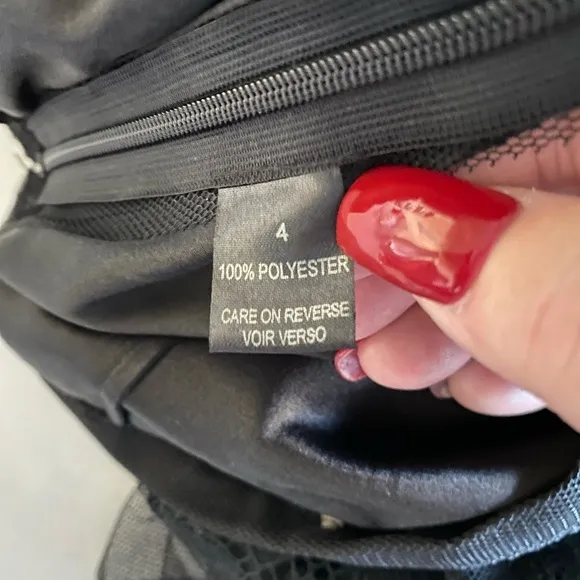 4
100% POLYESTER
CARE ON REVERSE
VOIR VERSO